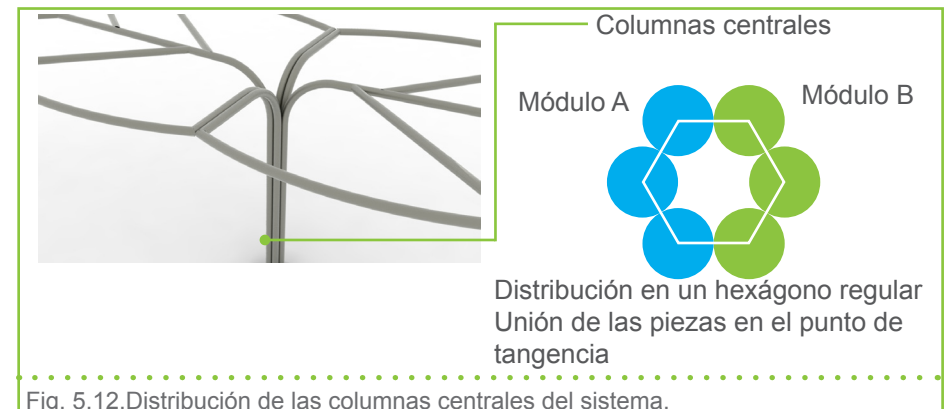 Columnas centrales
Módulo A
Módulo B
Distribución en un hexágono regular
Unión de las piezas en el punto de
tangencia
Fig. 5.12.Distribución de las columnas centrales del sistema.